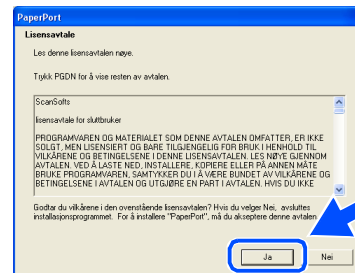 PaperPort
Lisensavtale
Les denne lisensavtalen nøye.
Trykk PGDN for å vise resten av avtalen.
ScanSofts
lisensavtale for sluttbruker
PROGRAMVAREN OG MATERIALET SOM DENNE AVTALEN OMFATTER, ER IKKE
SOLGT, MEN LISENSIERT OG BARE TILGJENGELIG FOR BRUK I HENHOLD TIL
VILKÅRENE OG BETINGELSENE I DENNE LISENSAVTALEN. LES NØYE GJENNOM
AVTALEN. VED Å LASTE NED, INSTALLERE, KOPIERE ELLER PÅ ANNEN MÅTE
BRUKE PROGRAMVAREN, SAMTYKKER DU I Å VÆRE BUNDET AV VILKÅRENE OG
BETINGELSENE I AVTALEN OG UTGJØRE EN PART I AVTALEN. HVIS DU IKKE
Godtar du vilkårene i den ovenstående lisensavtalen? Hvis du velger Nei, avsluttes
installasjonsprogrammet. For å installere "PaperPort", må du akseptere denne avtalen
Ja
Nei